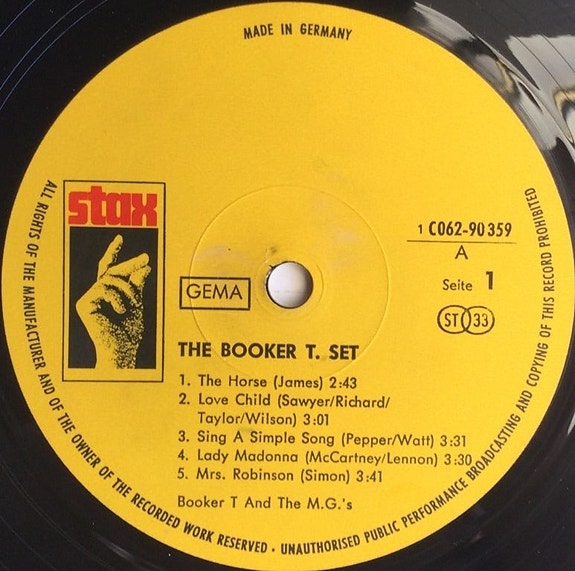 MADE IN GERMANY
stax
1 C062-90 359
A
Seite 1
ST 33
GEMA
THE BOOKER T. SET
1. The Horse (James) 2:43
2. Love Child (Sawyer/Richard/
Taylor/Wilson) 3:01
3. Sing A Simple Song (Pepper/Watt) 3:31
4. Lady Madonna (McCartney/Lennon) 3:30
5. Mrs. Robinson (Simon) 3:41
Booker T And The M.G.'s
ALL RIGHTS OF THE MANUFACTURER AND OF THE OWNER OF THE RECORDED WORK RESERVED · UNAUTHORISED PUBLIC PERFORMANCE BROADCASTING AND COPYING OF THIS RECORD PROHIBITED